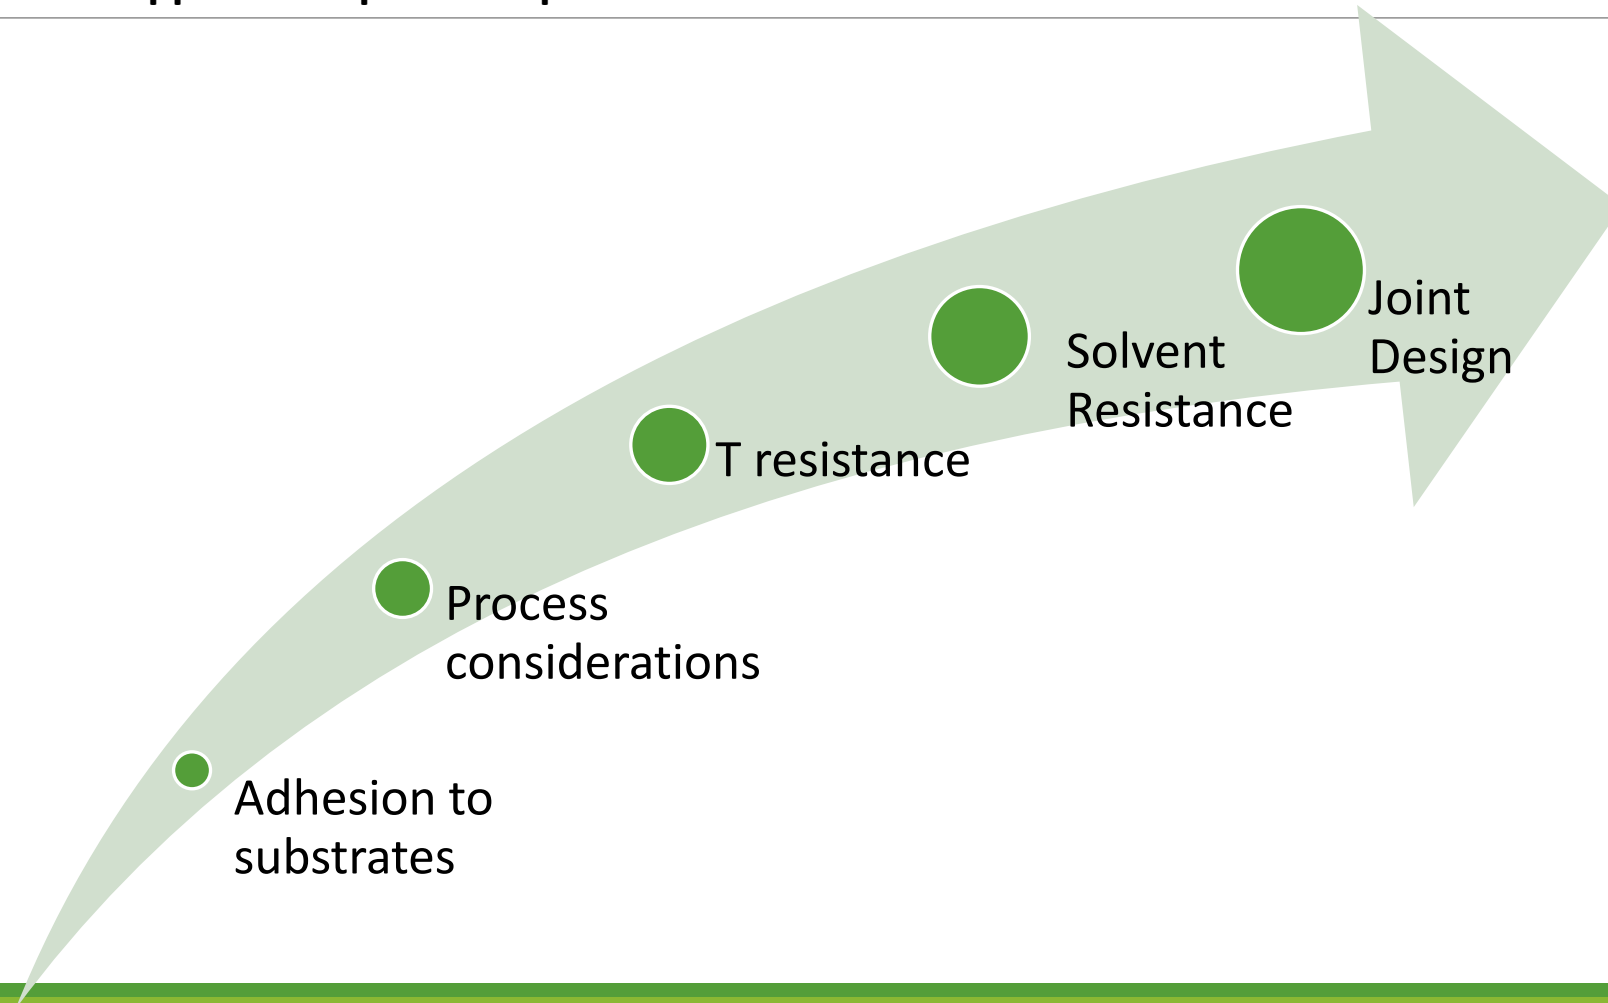 Adhesion to
substrates
Process
considerations
T resistance
Solvent
Resistance
Joint
Design